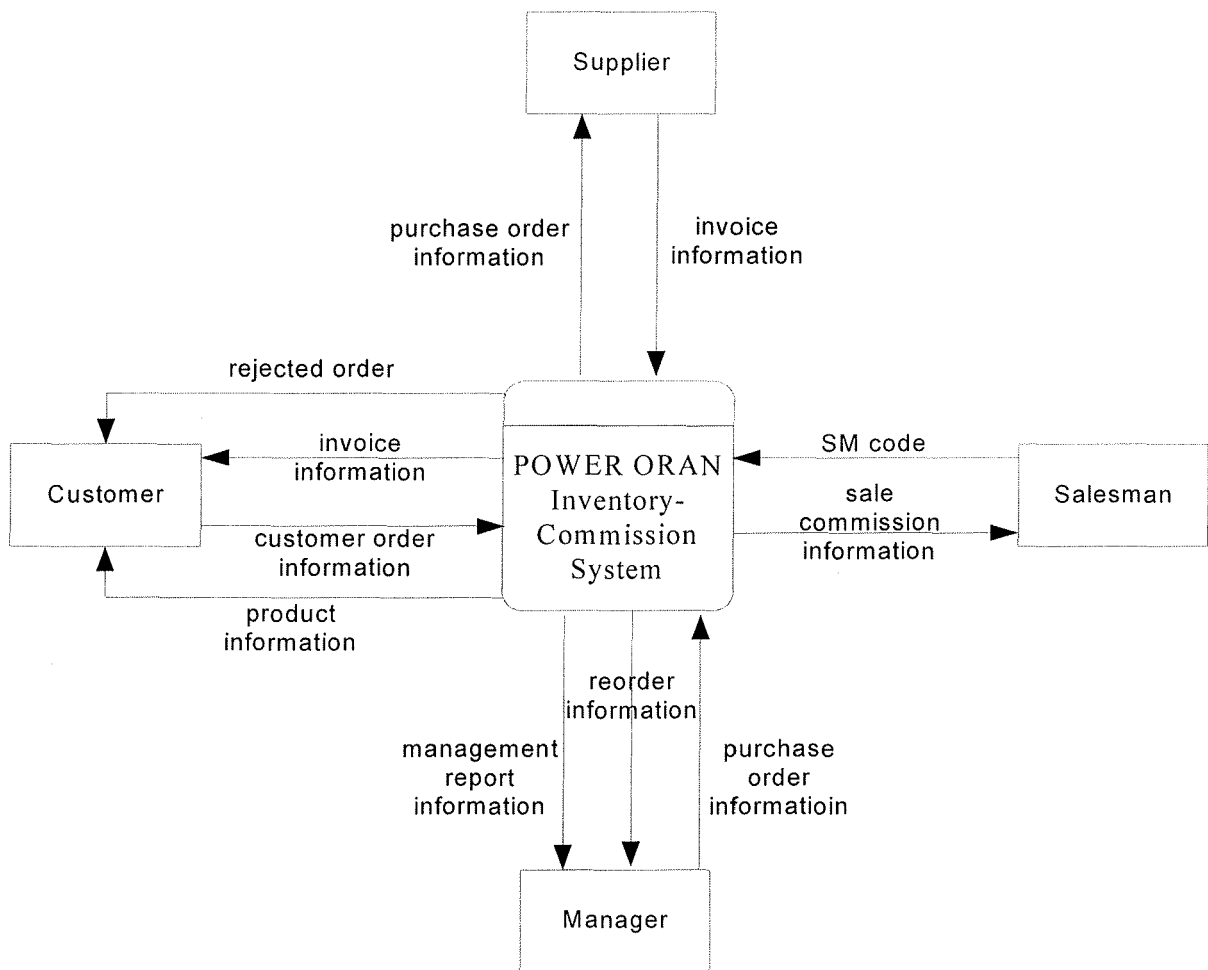 Supplier
purchase order
information
invoice
information
rejected order
invoice
information
Customer
customer order
information
product
information
POWER ORAN
Inventory-
Commission
System
SM code
sale
commission
information
Salesman
reorder
information
management
report
information
purchase
order
informatioin
Manager